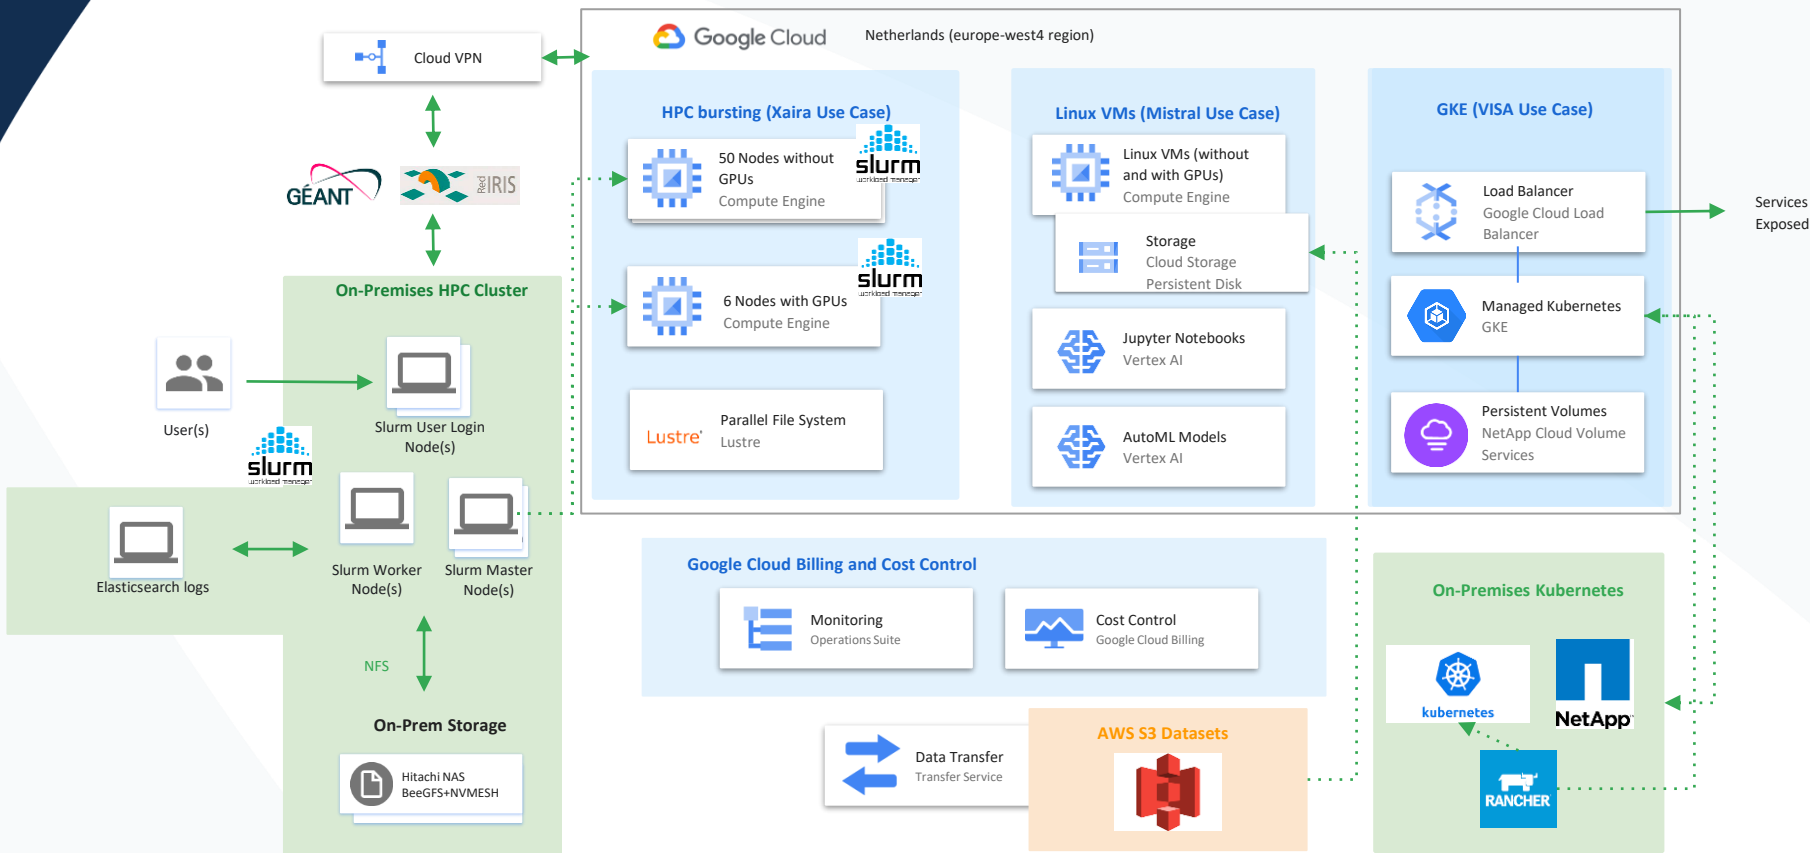 Google Cloud
Netherlands (europe-west4 region)
Cloud VPN
GÉANT
Red
IRIS
HPC bursting (Xaira Use Case)
50 Nodes without
GPUs
Compute Engine
slurm
workload manager
6 Nodes with GPUs
Compute Engine
slurm
workload manager
Lustre
Parallel File System
Lustre
Linux VMs (Mistral Use Case)
Linux VMs (without
and with GPUs)
Compute Engine
Storage
Cloud Storage
Persistent Disk
Jupyter Notebooks
Vertex AI
AutoML Models
Vertex AI
GKE (VISA Use Case)
Load Balancer
Google Cloud Load
Balancer
Services
Exposed
Managed Kubernetes
GKE
Persistent Volumes
NetApp Cloud Volume
Services
On-Premises HPC Cluster
User(s)
Slurm User Login
Node(s)
slurm
workload manager
Elasticsearch logs
Slurm Worker
Node(s)
Slurm Master
Node(s)
NFS
On-Prem Storage
Hitachi NAS
BeeGFS+NVMESH
Google Cloud Billing and Cost Control
Monitoring
Operations Suite
Cost Control
Google Cloud Billing
Data Transfer
Transfer Service
AWS S3 Datasets
On-Premises Kubernetes
kubernetes
NetApp
RANCHER